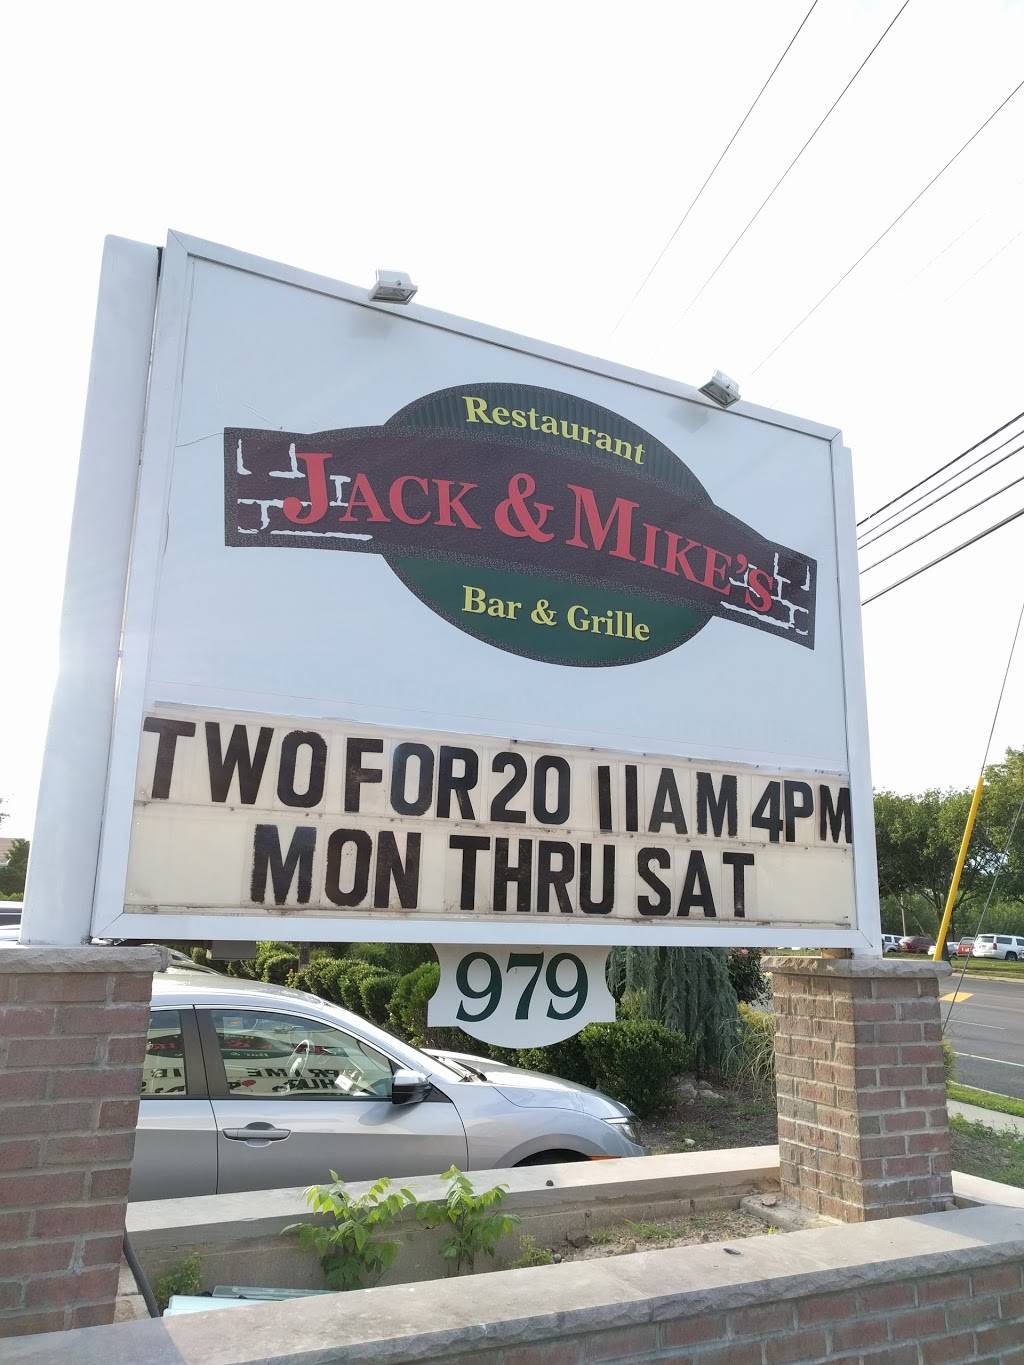 Restaurant
JACK & MIKE'S
Bar & Grille
TWO FOR 20 11AM 4PM
MON THRU SAT
979